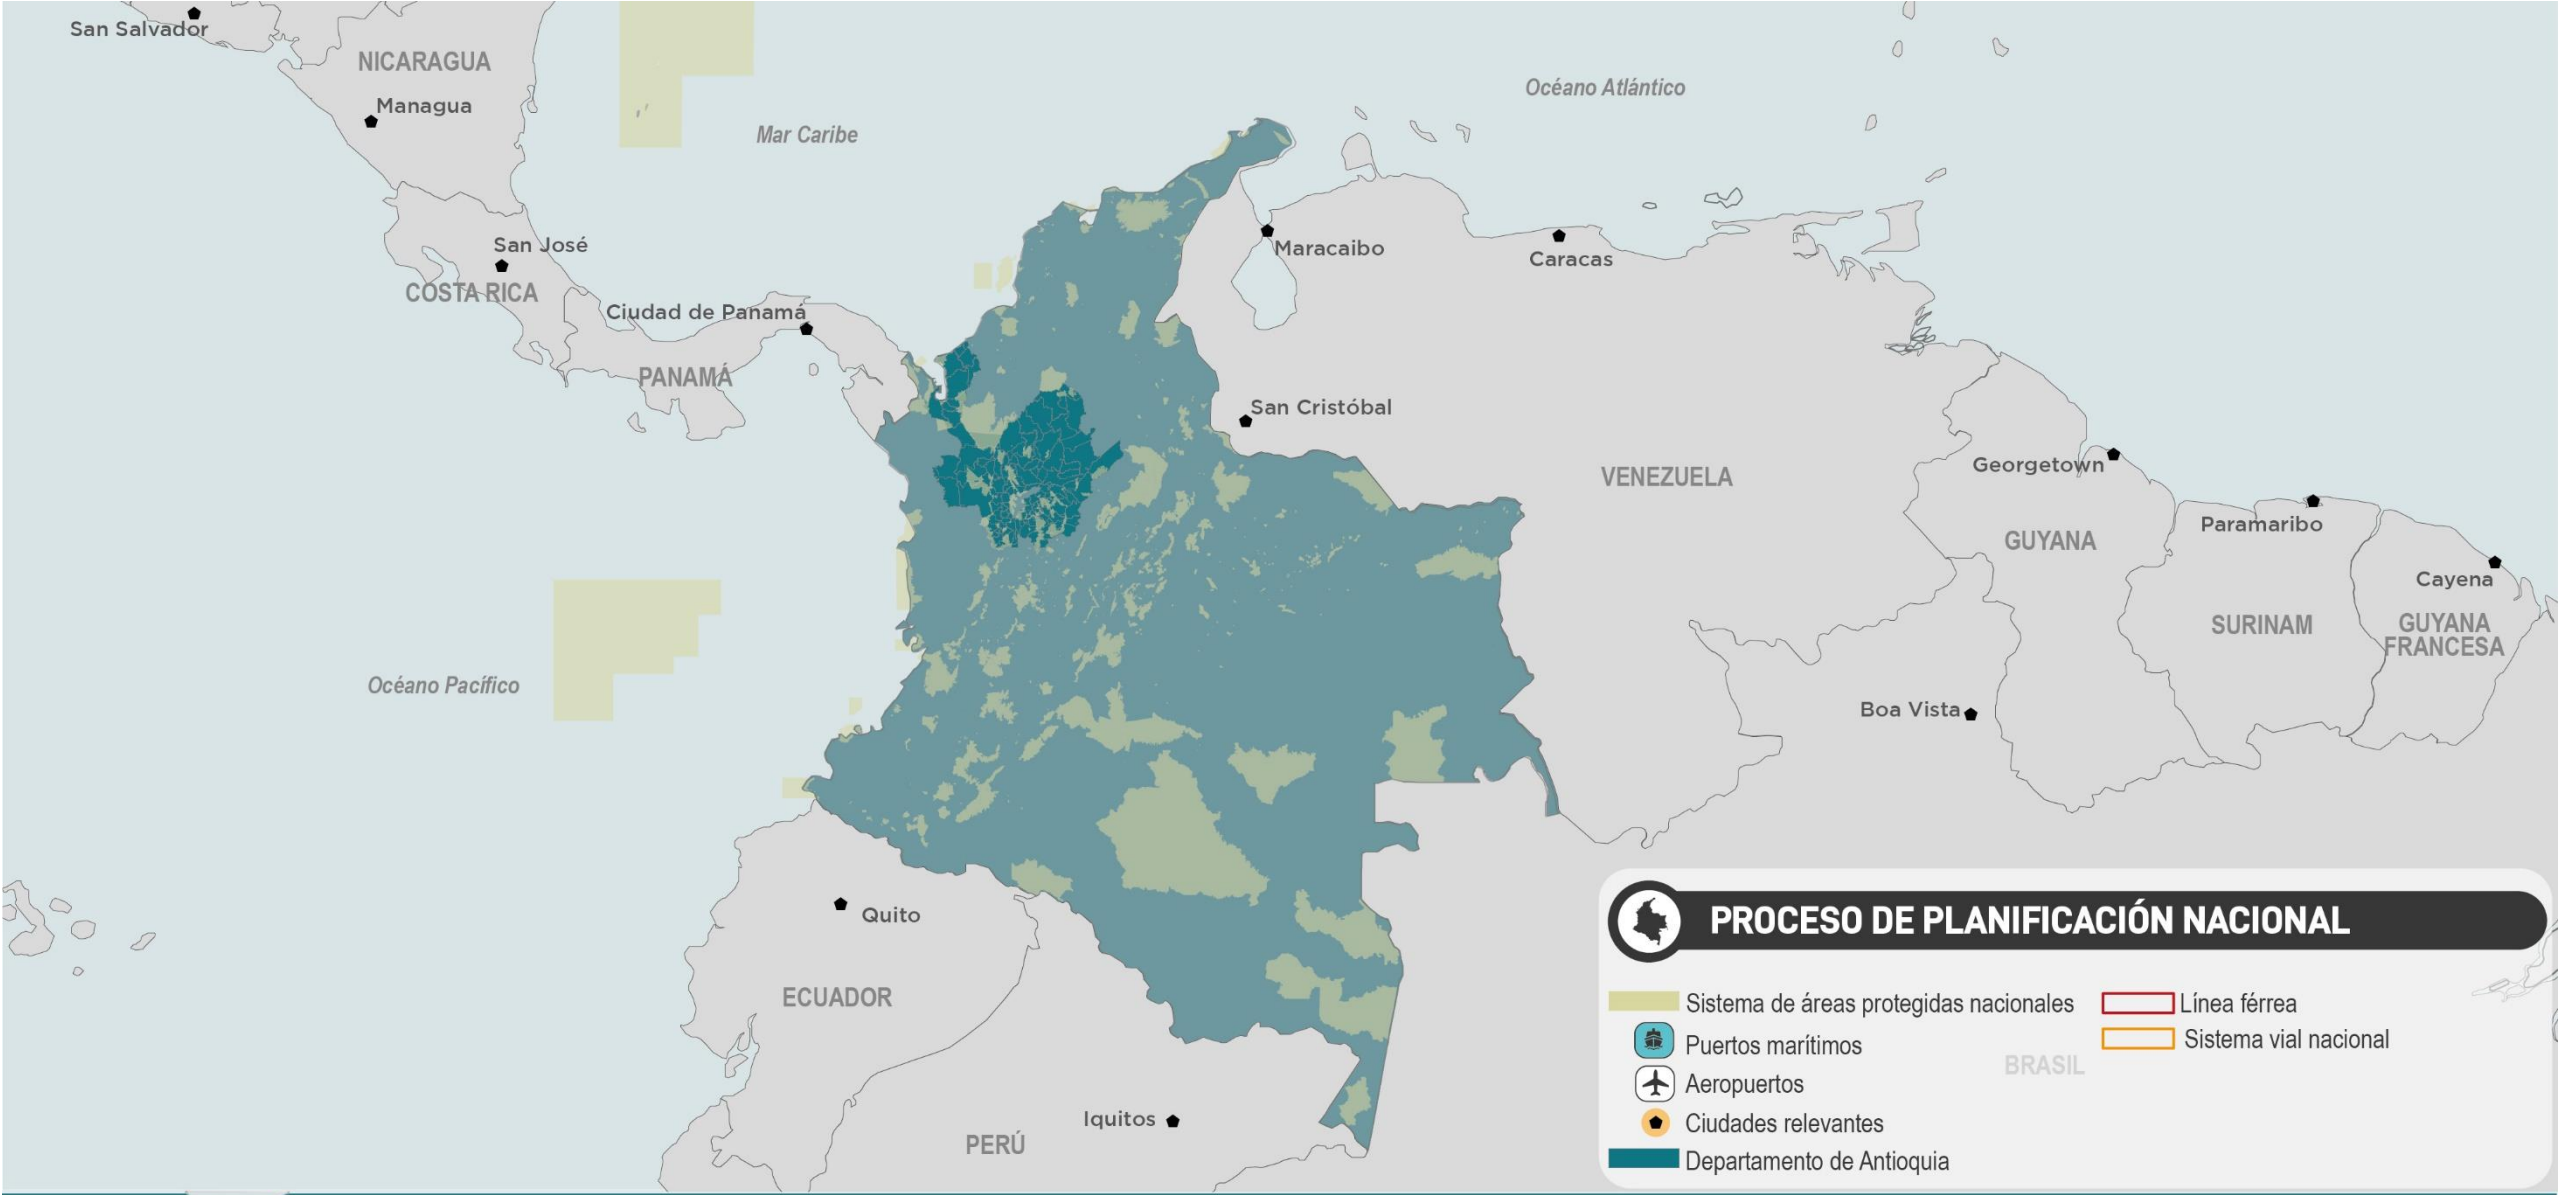 San Salvador
NICARAGUA
Managua
Océano Atlántico
Mar Caribe
San José
COSTA RICA
Maracaibo
Caracas
Ciudad de Panamá
PANAMÁ
San Cristóbal
VENEZUELA
Georgetown
GUYANA
Paramaribo
Cayena
SURINAM
GUYANA
FRANCESA
Océano Pacífico
Boa Vista
Quito
ECUADOR
Iquitos
PERÚ
PROCESO DE PLANIFICACIÓN NACIONAL
Sistema de áreas protegidas nacionales
Línea férrea
Puertos marítimos
Sistema vial nacional
BRASIL
Aeropuertos
Ciudades relevantes
Departamento de Antioquia